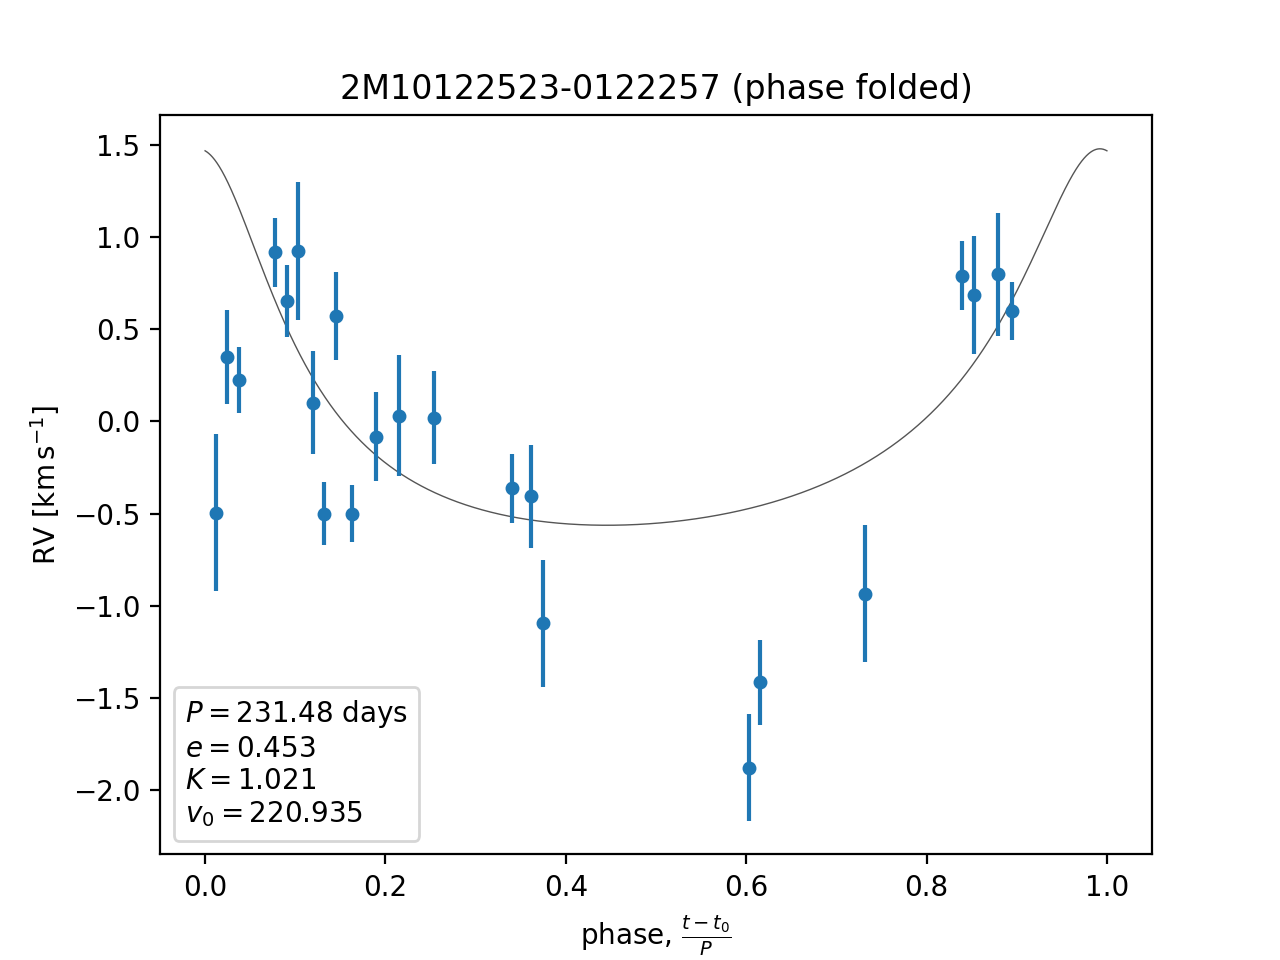 2M10122523-0122257 (phase folded)
RV [km s⁻¹]
1.5
1.0
0.5
0.0
−0.5
−1.0
−1.5
−2.0
P = 231.48 days
e = 0.453
K = 1.021
v₀ = 220.935
0.0 0.2 0.4 0.6 0.8 1.0
phase, (t − t₀)/P